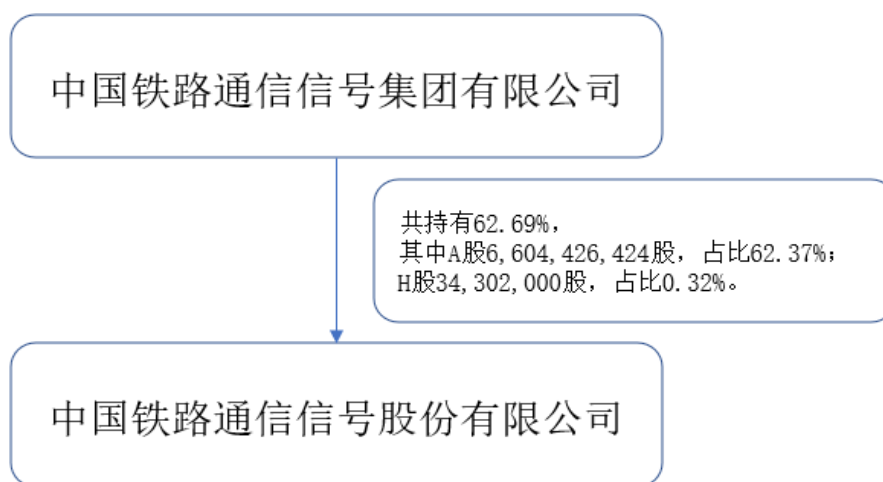 中国铁路通信信号集团有限公司
共持有62.69%，
其中A股6,604,426,424股，占比62.37%；
H股34,302,000股，占比0.32%。
中国铁路通信信号股份有限公司